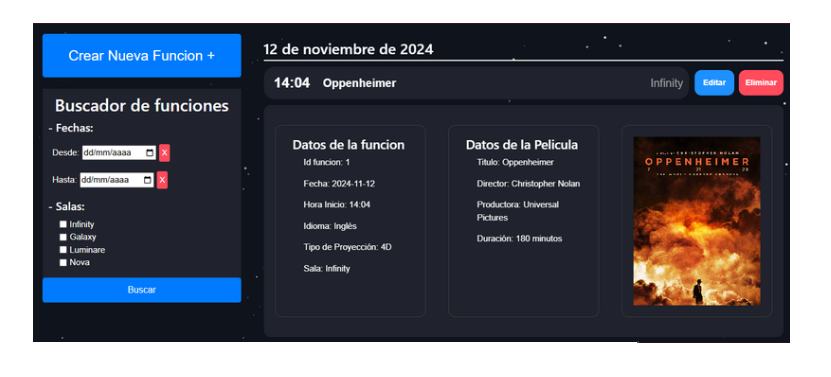 Crear Nueva Funcion +
Buscador de funciones
- Fechas:
Desde: dd/mm/aaaa X
Hasta: dd/mm/aaaa X
- Salas:
Infinity
Galaxy
Luminare
Nova
Buscar
12 de noviembre de 2024
14:04 Oppenheimer Infinity Editar Eliminar
Datos de la funcion
Id funcion: 1
Fecha: 2024-11-12
Hora Inicio: 14:04
Idioma: Inglés
Tipo de Proyección: 4D
Sala: Infinity
Datos de la Pelicula
Titulo: Oppenheimer
Director: Christopher Nolan
Productora: Universal
Pictures
Duración: 180 minutos
OPPENHEIMER